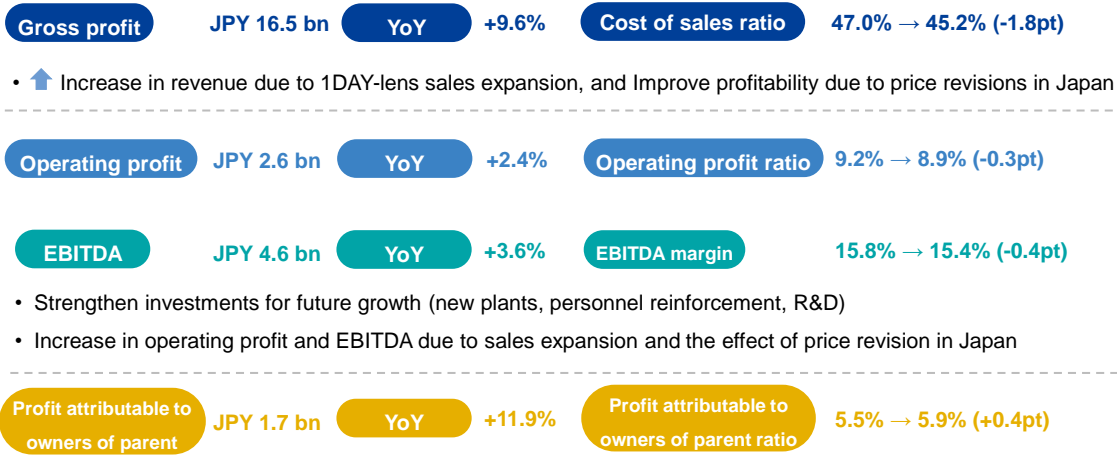 Gross profit JPY 16.5 bn YoY +9.6% Cost of sales ratio 47.0% → 45.2% (-1.8pt)
• Increase in revenue due to 1DAY-lens sales expansion, and Improve profitability due to price revisions in Japan
Operating profit JPY 2.6 bn YoY +2.4% Operating profit ratio 9.2% → 8.9% (-0.3pt)
EBITDA JPY 4.6 bn YoY +3.6% EBITDA margin 15.8% → 15.4% (-0.4pt)
• Strengthen investments for future growth (new plants, personnel reinforcement, R&D)
• Increase in operating profit and EBITDA due to sales expansion and the effect of price revision in Japan
Profit attributable to
owners of parent
JPY 1.7 bn YoY +11.9%
Profit attributable to
owners of parent ratio
5.5% → 5.9% (+0.4pt)